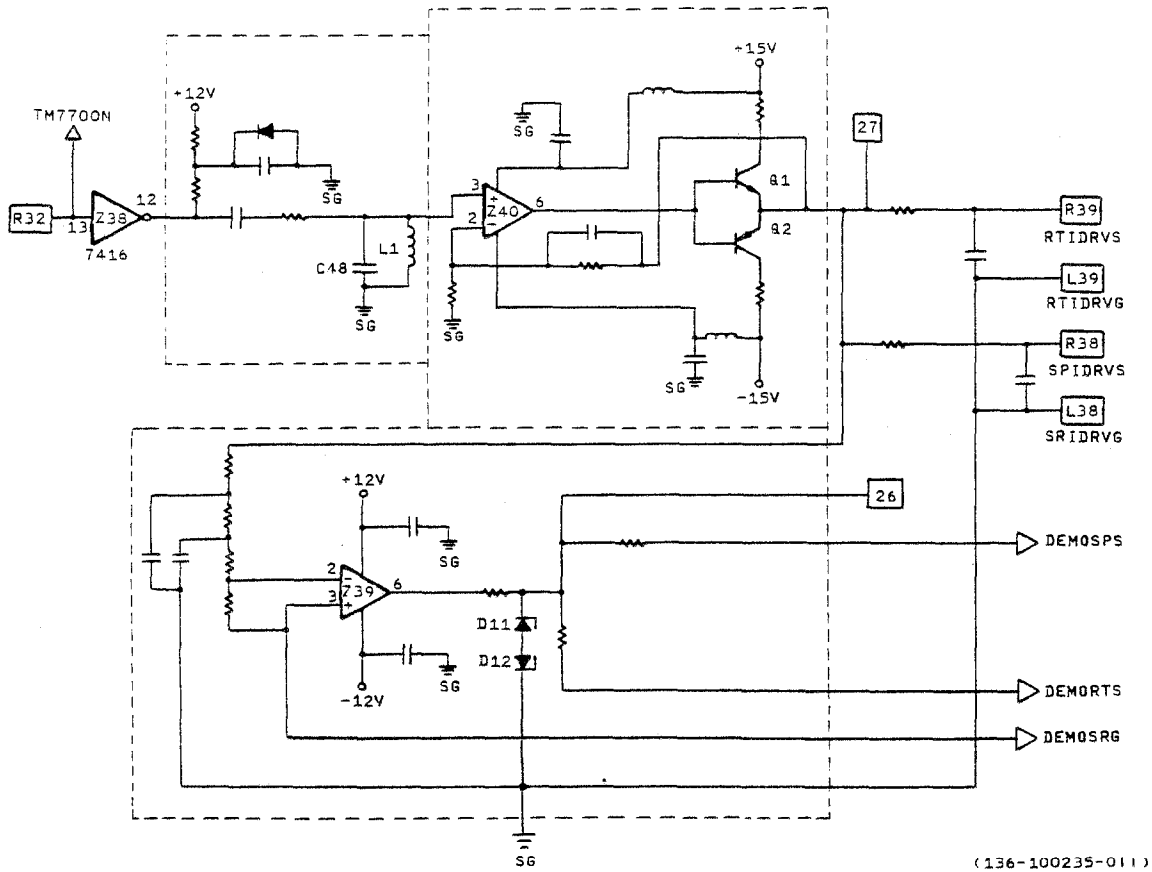 +15V
+12V
TM7700N
SG
27
3
+
Q1
12
SG
Z40
6
R32
Z38
2
-
Q2
R39
13
RTIDRVS
7416
L1
C48
L39
SG
SG
RTIDRVG
R38
SG
SPIDRVS
-15V
L38
SRIDRVG
+12V
26
SG
DEMOSPS
2
-
Z39
6
3
+
D11
D12
SG
-12V
DEMORTS
DEMOSRG
SG
(136-100235-011)